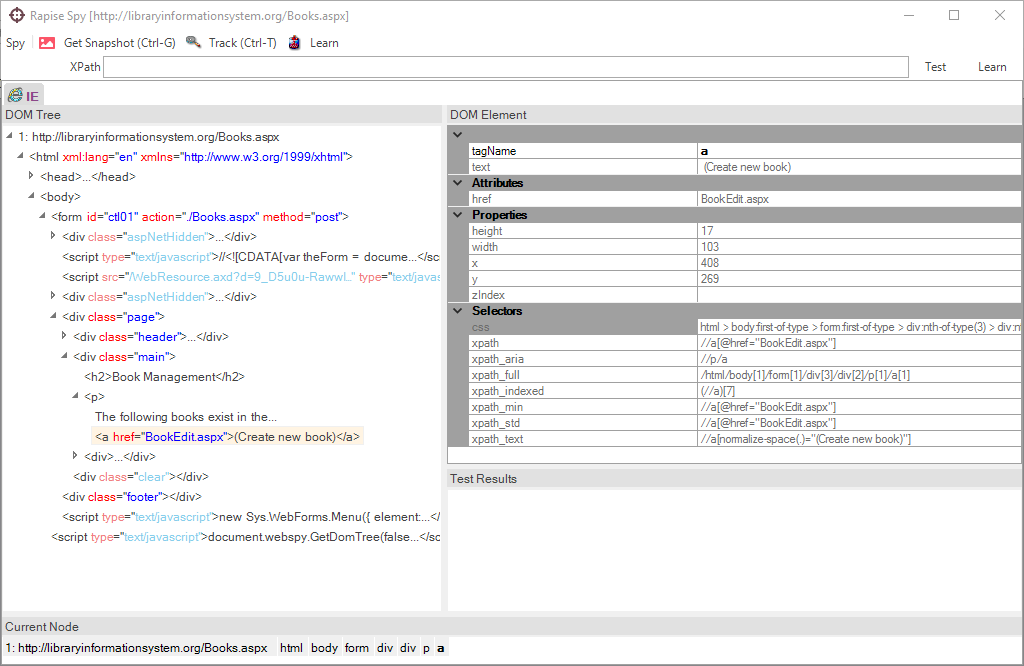 Rapise Spy [http://libraryinformationsystem.org/Books.aspx]
Spy Get Snapshot (Ctrl-G) Track (Ctrl-T) Learn
XPath Test Learn
IE
DOM Tree
1: http://libraryinformationsystem.org/Books.aspx
<html xml:lang="en" xmlns="http://www.w3.org/1999/xhtml">
<head>...</head>
<body>
<form id="ctl01" action="./Books.aspx" method="post">
<div class="aspNetHidden">...</div>
<script type="text/javascript">//<![CDATA[var theForm = docume...</sc
<script src="/WebResource.axd?d=9_D5u0u-Rawwl..." type="text/javas
<div class="aspNetHidden">...</div>
<div class="page">
<div class="header">...</div>
<div class="main">
<h2>Book Management</h2>
<p>
The following books exist in the...
<a href="BookEdit.aspx">(Create new book)</a>
<div>...</div>
<div class="clear"></div>
<div class="footer"></div>
<script type="text/javascript">new Sys.WebForms.Menu({ element:...</
<script type="text/javascript">document.webspy.GetDomTree(false...</sc
DOM Element
tagName a
text (Create new book)
Attributes
href BookEdit.aspx
Properties
height 17
width 103
x 408
y 269
zIndex
Selectors
css html > body:first-of-type > form:first-of-type > div:nth-of-type(3) > div:n
xpath //a[@href="BookEdit.aspx"]
xpath_aria //p/a
xpath_full /html/body[1]/form[1]/div[3]/div[2]/p[1]/a[1]
xpath_indexed (//a)[7]
xpath_min //a[@href="BookEdit.aspx"]
xpath_std //a[@href="BookEdit.aspx"]
xpath_text //a[normalize-space(.)="(Create new book)"]
Test Results
Current Node
1: http://libraryinformationsystem.org/Books.aspx html body form div div p a